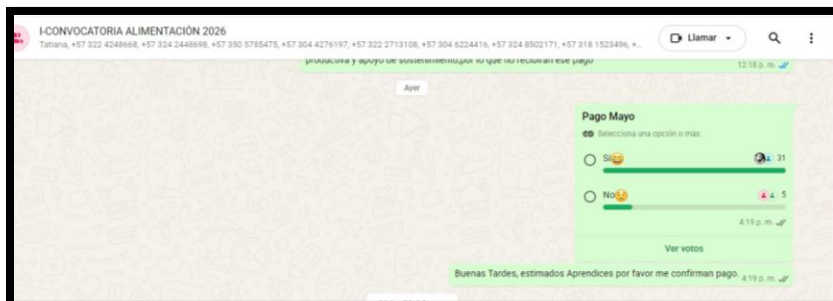 I-CONVOCATORIA ALIMENTACIÓN 2026
Tatiana, +57 322 4248668, +57 324 2448698, +57 350 5785475, +57 304 4276197, +57 322 2713108, +57 304 6224416, +57 324 8502171, +57 318 1523496, +...
Llamar
productiva y apoyo de sostenimiento,por lo que no recibirán ese pago
12:18 p. m.
Ayer
Pago Mayo
Selecciona una opción o más.
Si😄 31
No😟 5
4:19 p. m.
Ver votos
Buenas Tardes, estimados Aprendices por favor me confirman pago. 4:19 p. m.